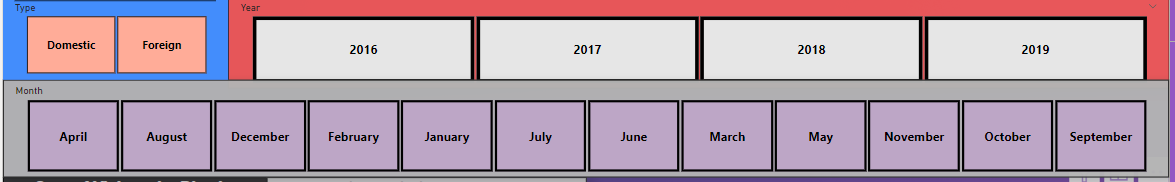 Type
Year
Domestic
Foreign
2016
2017
2018
2019
Month
April
August
December
February
January
July
June
March
May
November
October
September